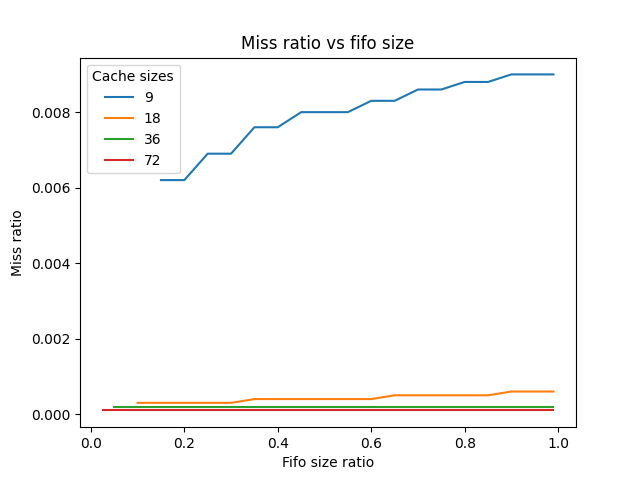 Miss ratio vs fifo size
Cache sizes
9
18
36
72
Miss ratio
0.008
0.006
0.004
0.002
0.000
0.0 0.2 0.4 0.6 0.8 1.0
Fifo size ratio